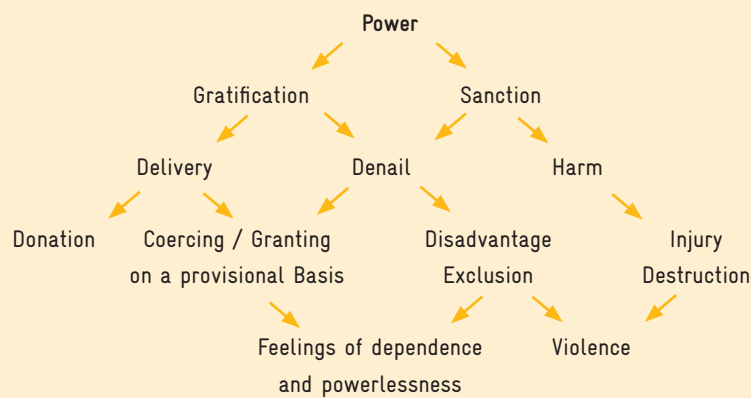 Power
Gratification Sanction
Delivery Denail Harm
Donation Coercing / Granting Disadvantage Injury
on a provisional Basis Exclusion Destruction
Feelings of dependence Violence
and powerlessness